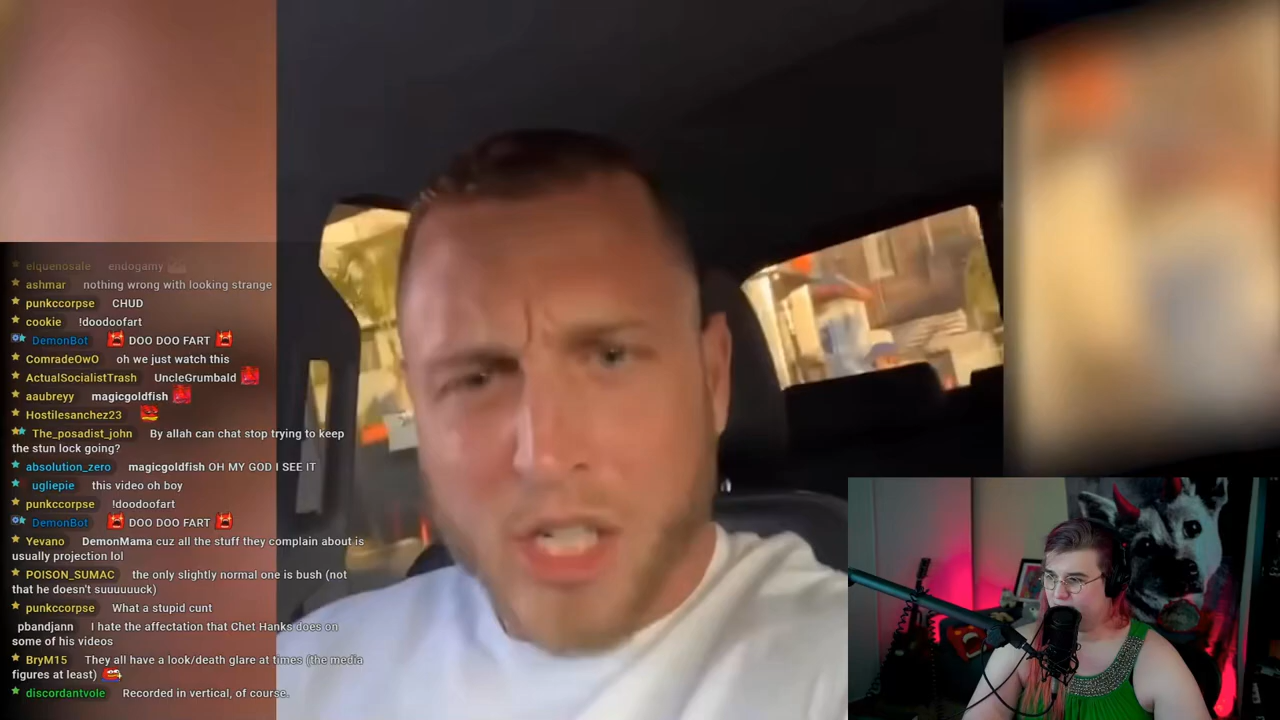 elquenosale endogamy
ashmar nothing wrong with looking strange
punkccorpse CHUD
cookie !doodoofart
DemonBot DOO DOO FART
ComradeOwO oh we just watch this
ActualSocialistTrash UncleGrumbald
aaubreyy magicgoldfish
Hostilesanchez23
The_posadist_john By allah can chat stop trying to keep
the stun lock going?
absolution_zero magicgoldfish OH MY GOD I SEE IT
ugliepie this video oh boy
punkccorpse !doodoofart
DemonBot DOO DOO FART
Yevano DemonMama cuz all the stuff they complain about is
usually projection lol
POISON_SUMAC the only slightly normal one is bush (not
that he doesn't suuuuuuck)
punkccorpse What a stupid cunt
pbandjann I hate the affectation that Chet Hanks does on
some of his videos
BryM15 They all have a look/death glare at times (the media
figures at least)
discordantvole Recorded in vertical, of course.